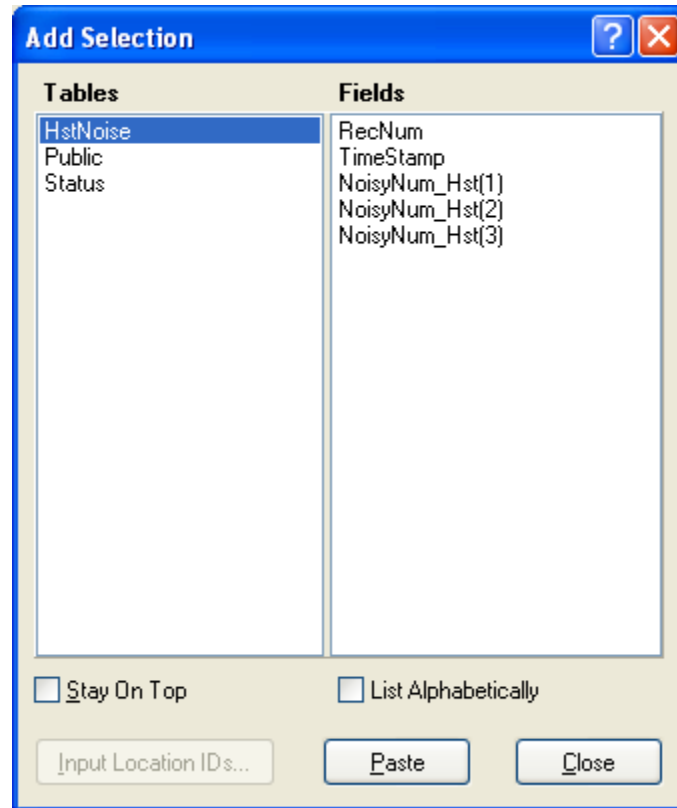 Add Selection
Tables
Fields
HstNoise
Public
Status
RecNum
TimeStamp
NoisyNum_Hst(1)
NoisyNum_Hst(2)
NoisyNum_Hst(3)
Stay On Top
List Alphabetically
Input Location IDs...
Paste
Close